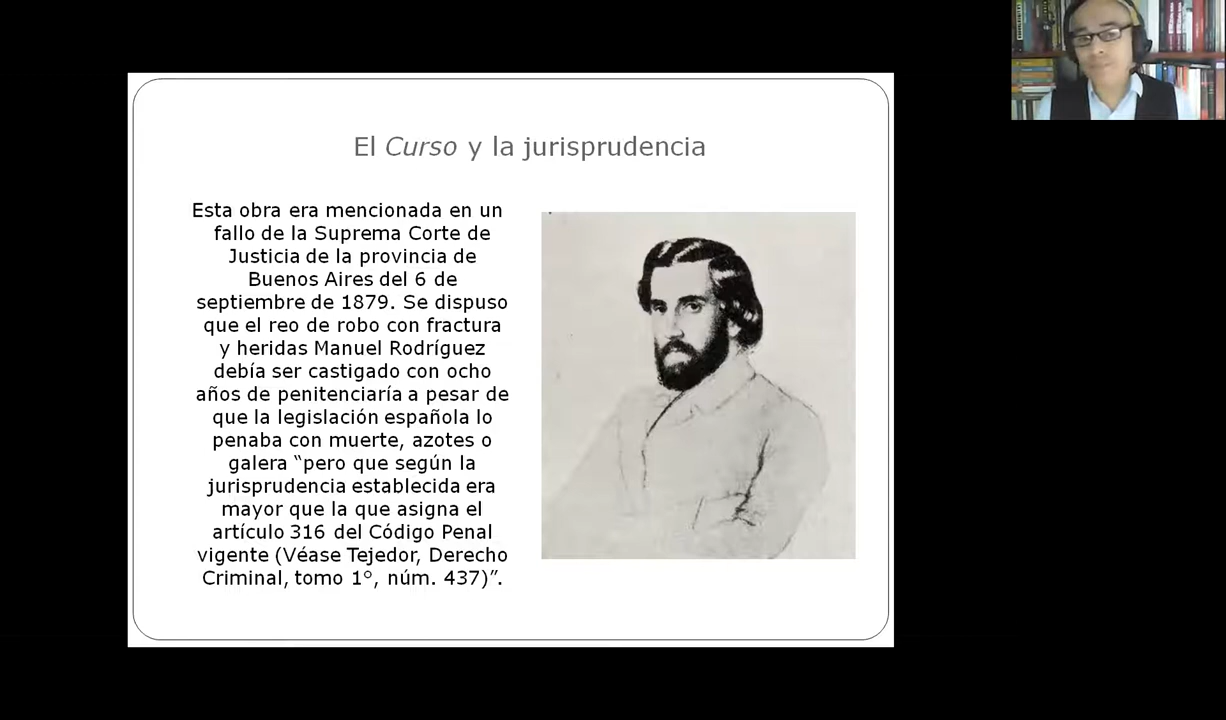 El Curso y la jurisprudencia
Esta obra era mencionada en un
fallo de la Suprema Corte de
Justicia de la provincia de
Buenos Aires del 6 de
septiembre de 1879. Se dispuso
que el reo de robo con fractura
y heridas Manuel Rodríguez
debía ser castigado con ocho
años de penitenciaría a pesar de
que la legislación española lo
penaba con muerte, azotes o
galera “pero que según la
jurisprudencia establecida era
mayor que la que asigna el
artículo 316 del Código Penal
vigente (Véase Tejedor, Derecho
Criminal, tomo 1º, núm. 437)”.